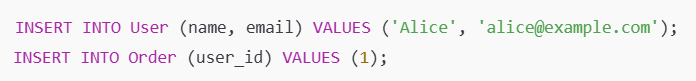 INSERT INTO User (name, email) VALUES ('Alice', 'alice@example.com');
INSERT INTO Order (user_id) VALUES (1);